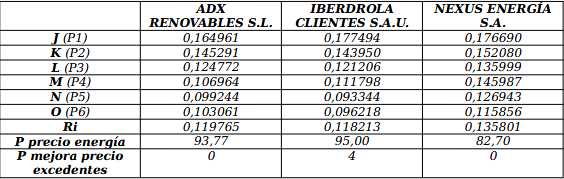 ADX RENOVABLES S.L. IBERDROLA CLIENTES S.A.U. NEXUS ENERGÍA S.A.
J (P1) 0,164961 0,177494 0,176690
K (P2) 0,145291 0,143950 0,152080
L (P3) 0,124772 0,121206 0,135999
M (P4) 0,106964 0,111798 0,145987
N (P5) 0,099244 0,093344 0,126943
O (P6) 0,103061 0,096218 0,115856
Ri 0,119765 0,118213 0,135801
P precio energía 93,77 95,00 82,70
P mejora precio excedentes 0 4 0